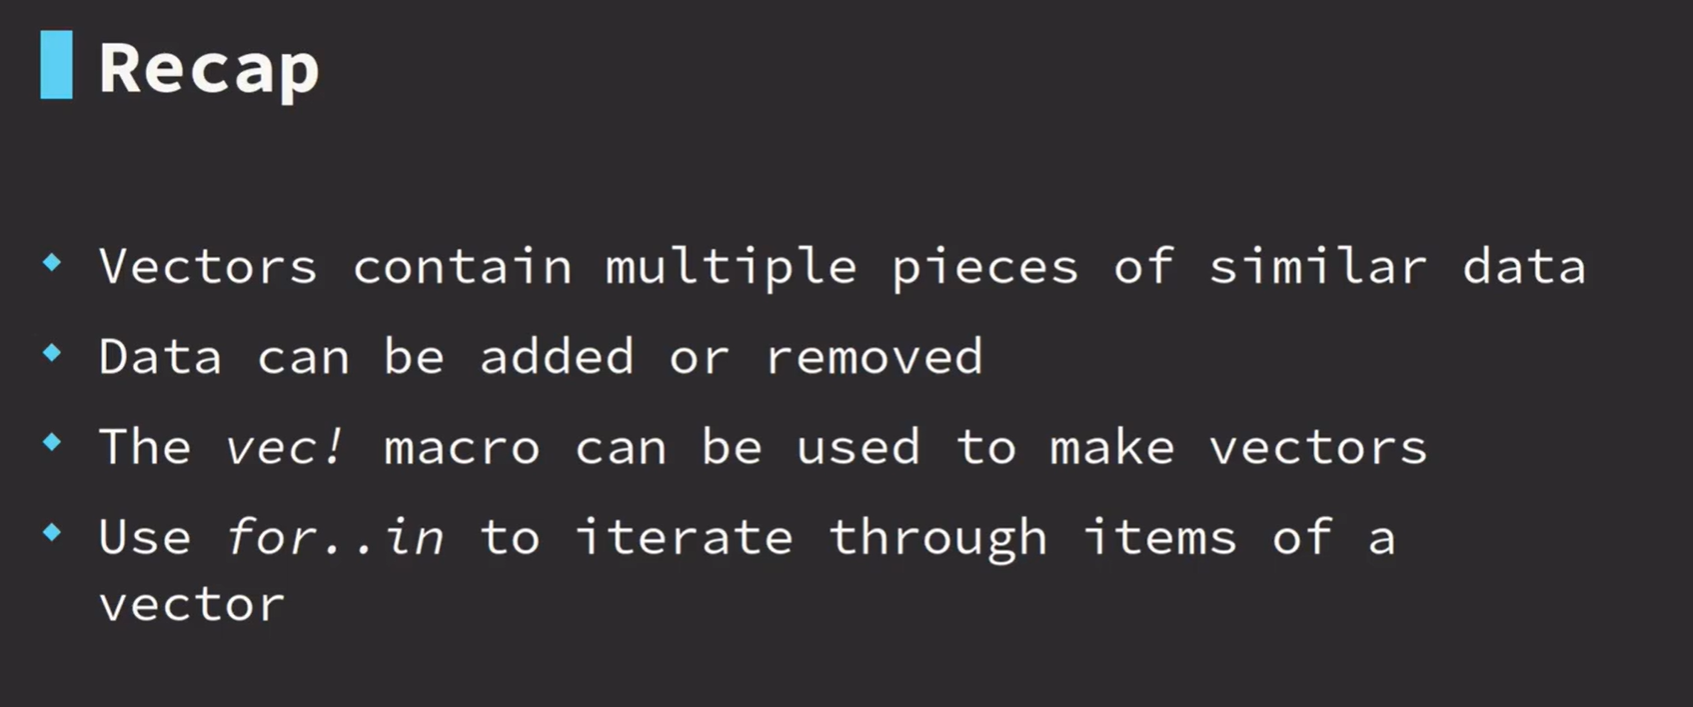 Recap
Vectors contain multiple pieces of similar data
Data can be added or removed
The vec! macro can be used to make vectors
Use for..in to iterate through items of a
vector